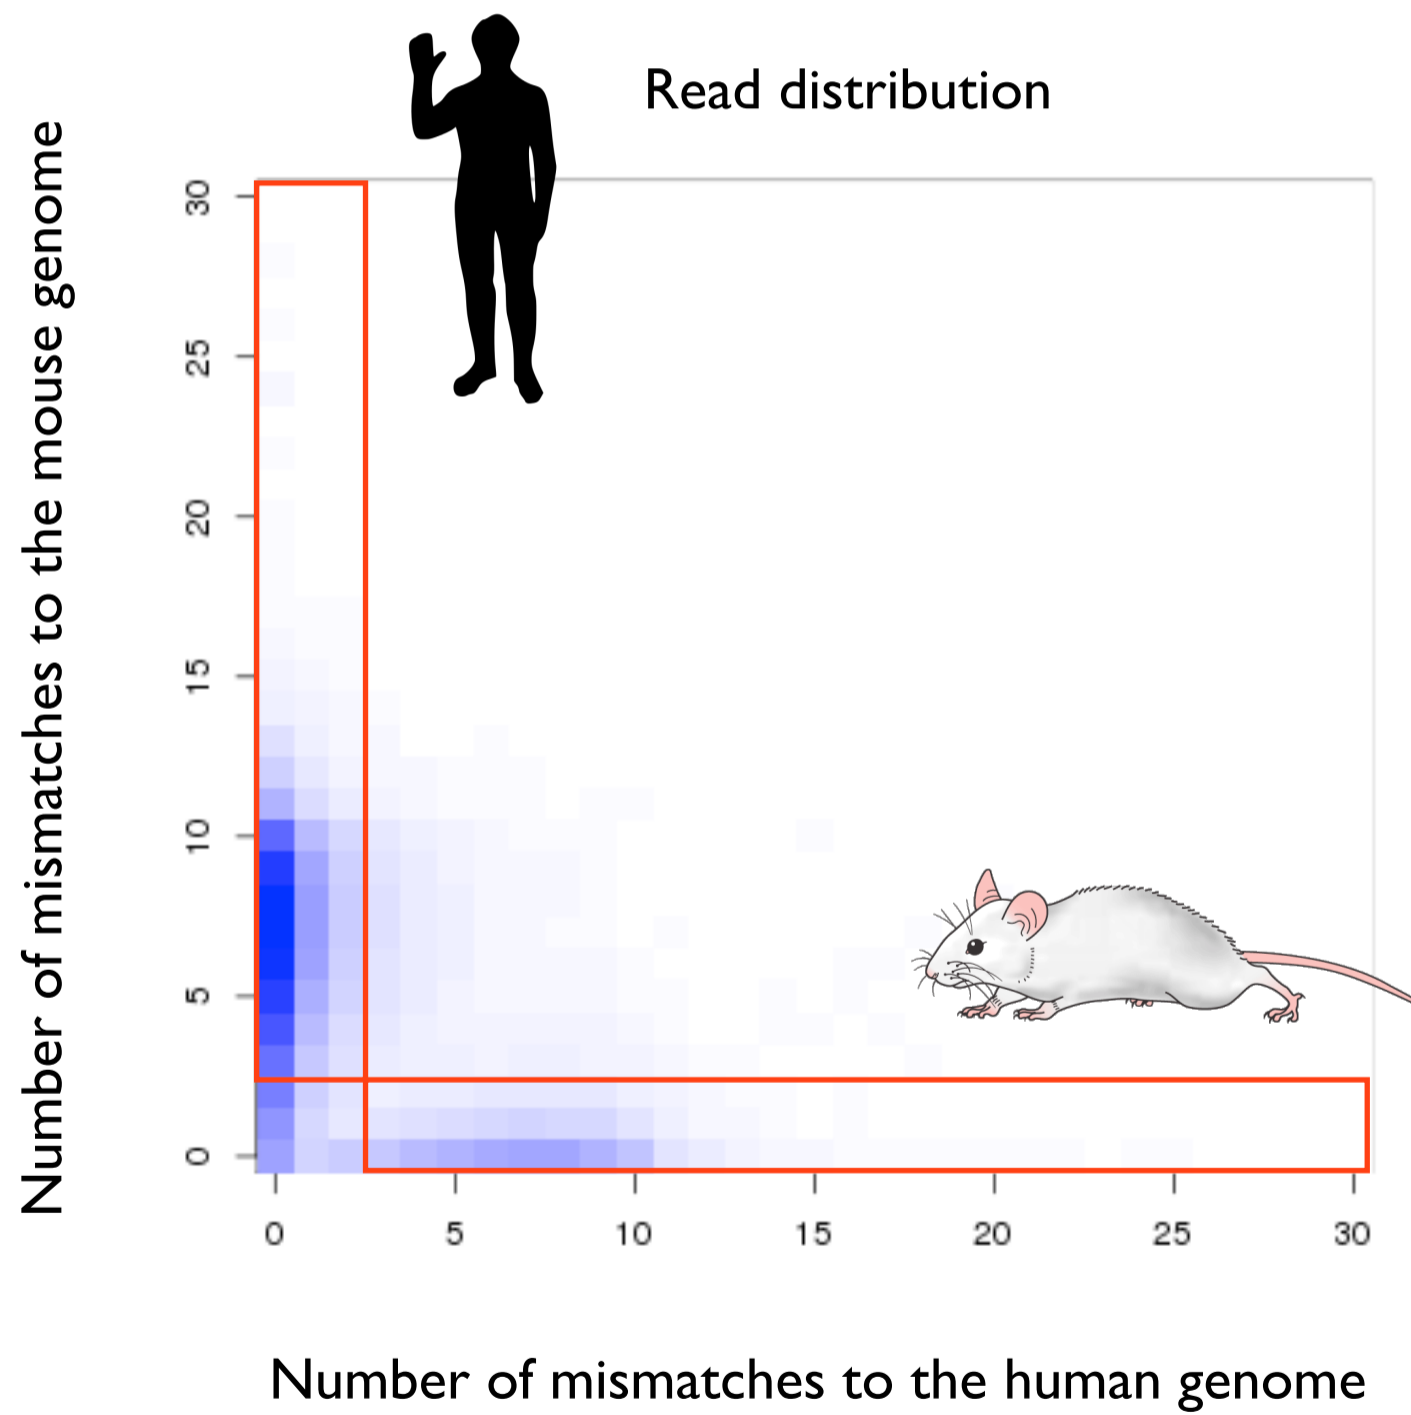 Read distribution
Number of mismatches to the mouse genome
30
25
20
15
10
5
0
0 5 10 15 20 25 30
Number of mismatches to the human genome